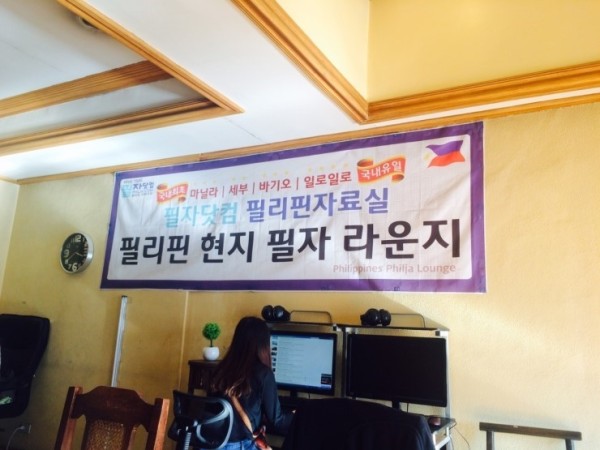 국내최초 마닐라 | 세부 | 바기오 | 일로일로 국내유일
필자닷컴 필리핀자료실
필리핀 현지 필자 라운지
Philippines Philja Lounge